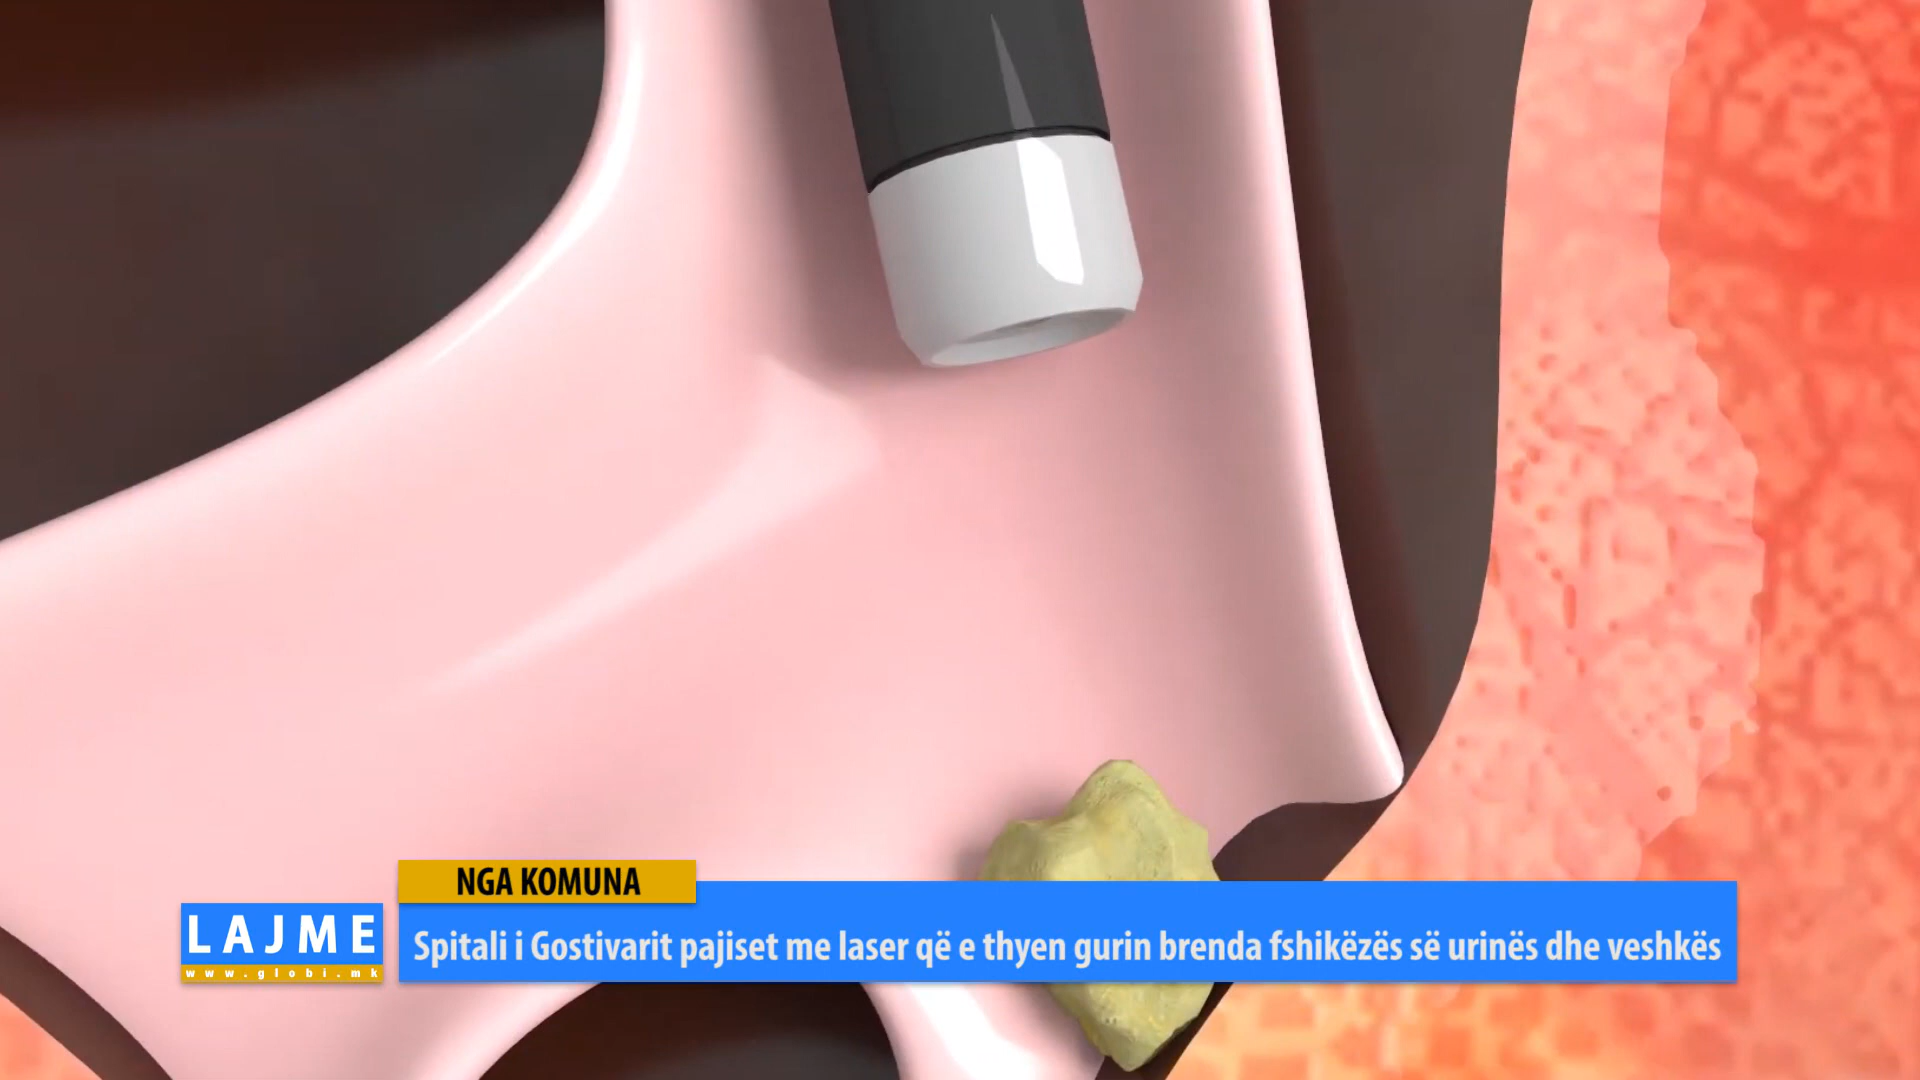 NGA KOMUNA
LAJME
www.globi.mk
Spitali i Gostivarit pajiset me laser që e thyen gurin brenda fshikëzës së urinës dhe veshkës